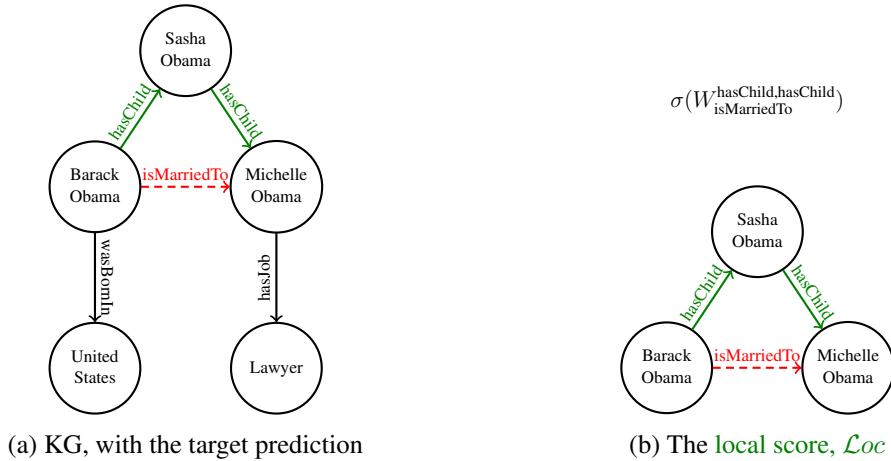 Sasha
Obama
hasChild
hasChild
Barack
Obama
isMarriedTo
Michelle
Obama
wasBornIn
hasJob
United
States
Lawyer
(a) KG, with the target prediction
σ(W^{hasChild,hasChild}_{isMarriedTo})
Sasha
Obama
hasChild
hasChild
Barack
Obama
isMarriedTo
Michelle
Obama
(b) The local score, ℒoc